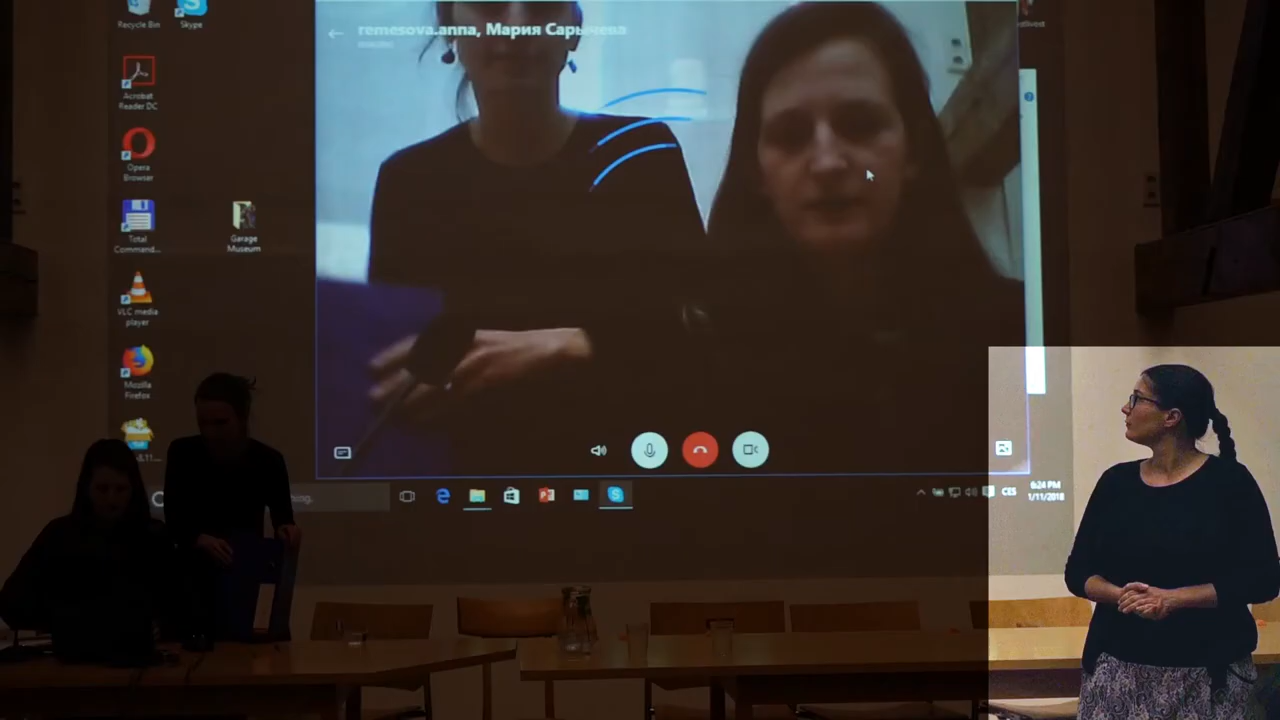 Recycle Bin
Skype
remesova.anna, Мария Сарычева
Acrobat
Reader DC
Opera
Browser
Total
Command...
Garage
Museum
VLC media
player
Mozilla
Firefox
CES
6:24 PM
1/11/2018